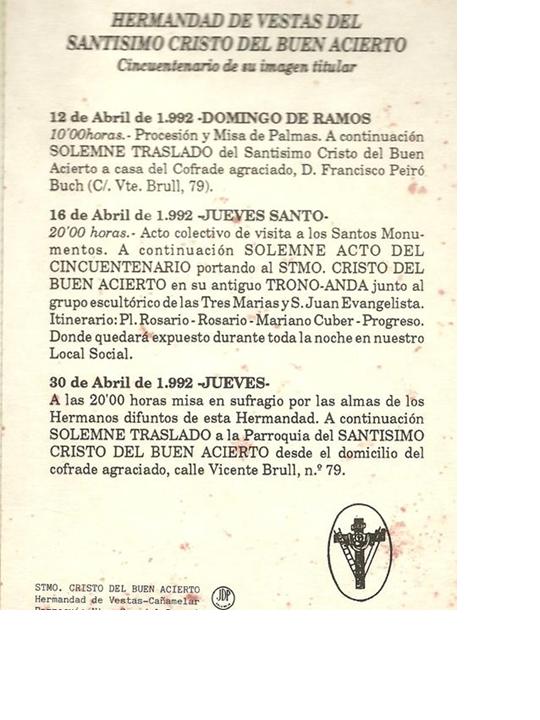 HERMANDAD DE VESTAS DEL
SANTISIMO CRISTO DEL BUEN ACIERTO
Cincuentenario de su imagen titular
12 de Abril de 1.992 -DOMINGO DE RAMOS
10'00horas.- Procesión y Misa de Palmas. A continuación
SOLEMNE TRASLADO del Santisimo Cristo del Buen
Acierto a casa del Cofrade agraciado, D. Francisco Peiró
Buch (C/. Vte. Brull, 79).
16 de Abril de 1.992 -JUEVES SANTO-
20'00 horas.- Acto colectivo de visita a los Santos Monu-
mentos. A continuación SOLEMNE ACTO DEL
CINCUENTENARIO portando al STMO. CRISTO DEL
BUEN ACIERTO en su antiguo TRONO-ANDA junto al
grupo escultórico de las Tres Marias y S. Juan Evangelista.
Itinerario: Pl. Rosario - Rosario - Mariano Cuber - Progreso.
Donde quedará expuesto durante toda la noche en nuestro
Local Social.
30 de Abril de 1.992 -JUEVES-
A las 20'00 horas misa en sufragio por las almas de los
Hermanos difuntos de esta Hermandad. A continuación
SOLEMNE TRASLADO a la Parroquia del SANTISIMO
CRISTO DEL BUEN ACIERTO desde el domicilio del
cofrade agraciado, calle Vicente Brull, n.º 79.
STMO. CRISTO DEL BUEN ACIERTO
Hermandad de Vestas-Cañamelar
JDP